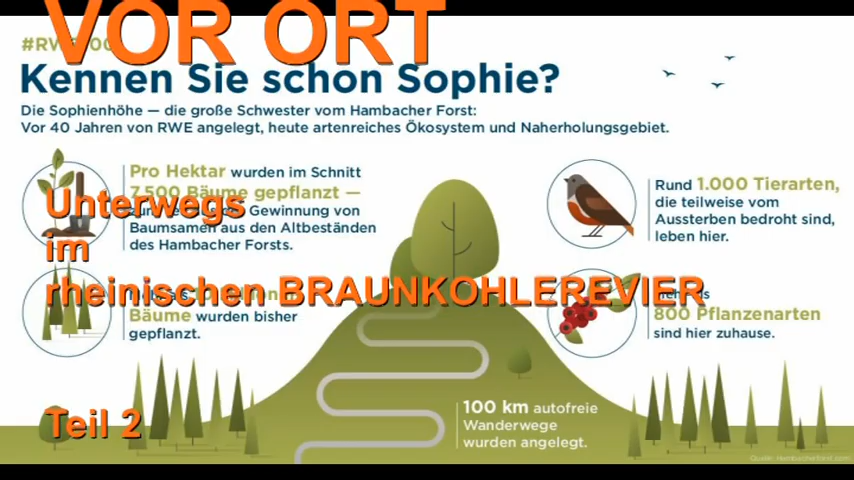 VOR ORT
Kennen Sie schon Sophie?
Die Sophienhöhe — die große Schwester vom Hambacher Forst:
Vor 40 Jahren von RWE angelegt, heute artenreiches Ökosystem und Naherholungsgebiet.
Pro Hektar wurden im Schnitt
7.500 Bäume gepflanzt —
Gewinnung von
Baumsamen aus den Altbeständen
des Hambacher Forsts.
Rund 1.000 Tierarten,
die teilweise vom
Aussterben bedroht sind,
leben hier.
Unterwegs
im
rheinischen BRAUNKOHLEREVIER
Bäume wurden bisher
gepflanzt.
800 Pflanzenarten
sind hier zuhause.
100 km autofreie
Wanderwege
wurden angelegt.
Teil 2
Quelle: Hambacherforst.com